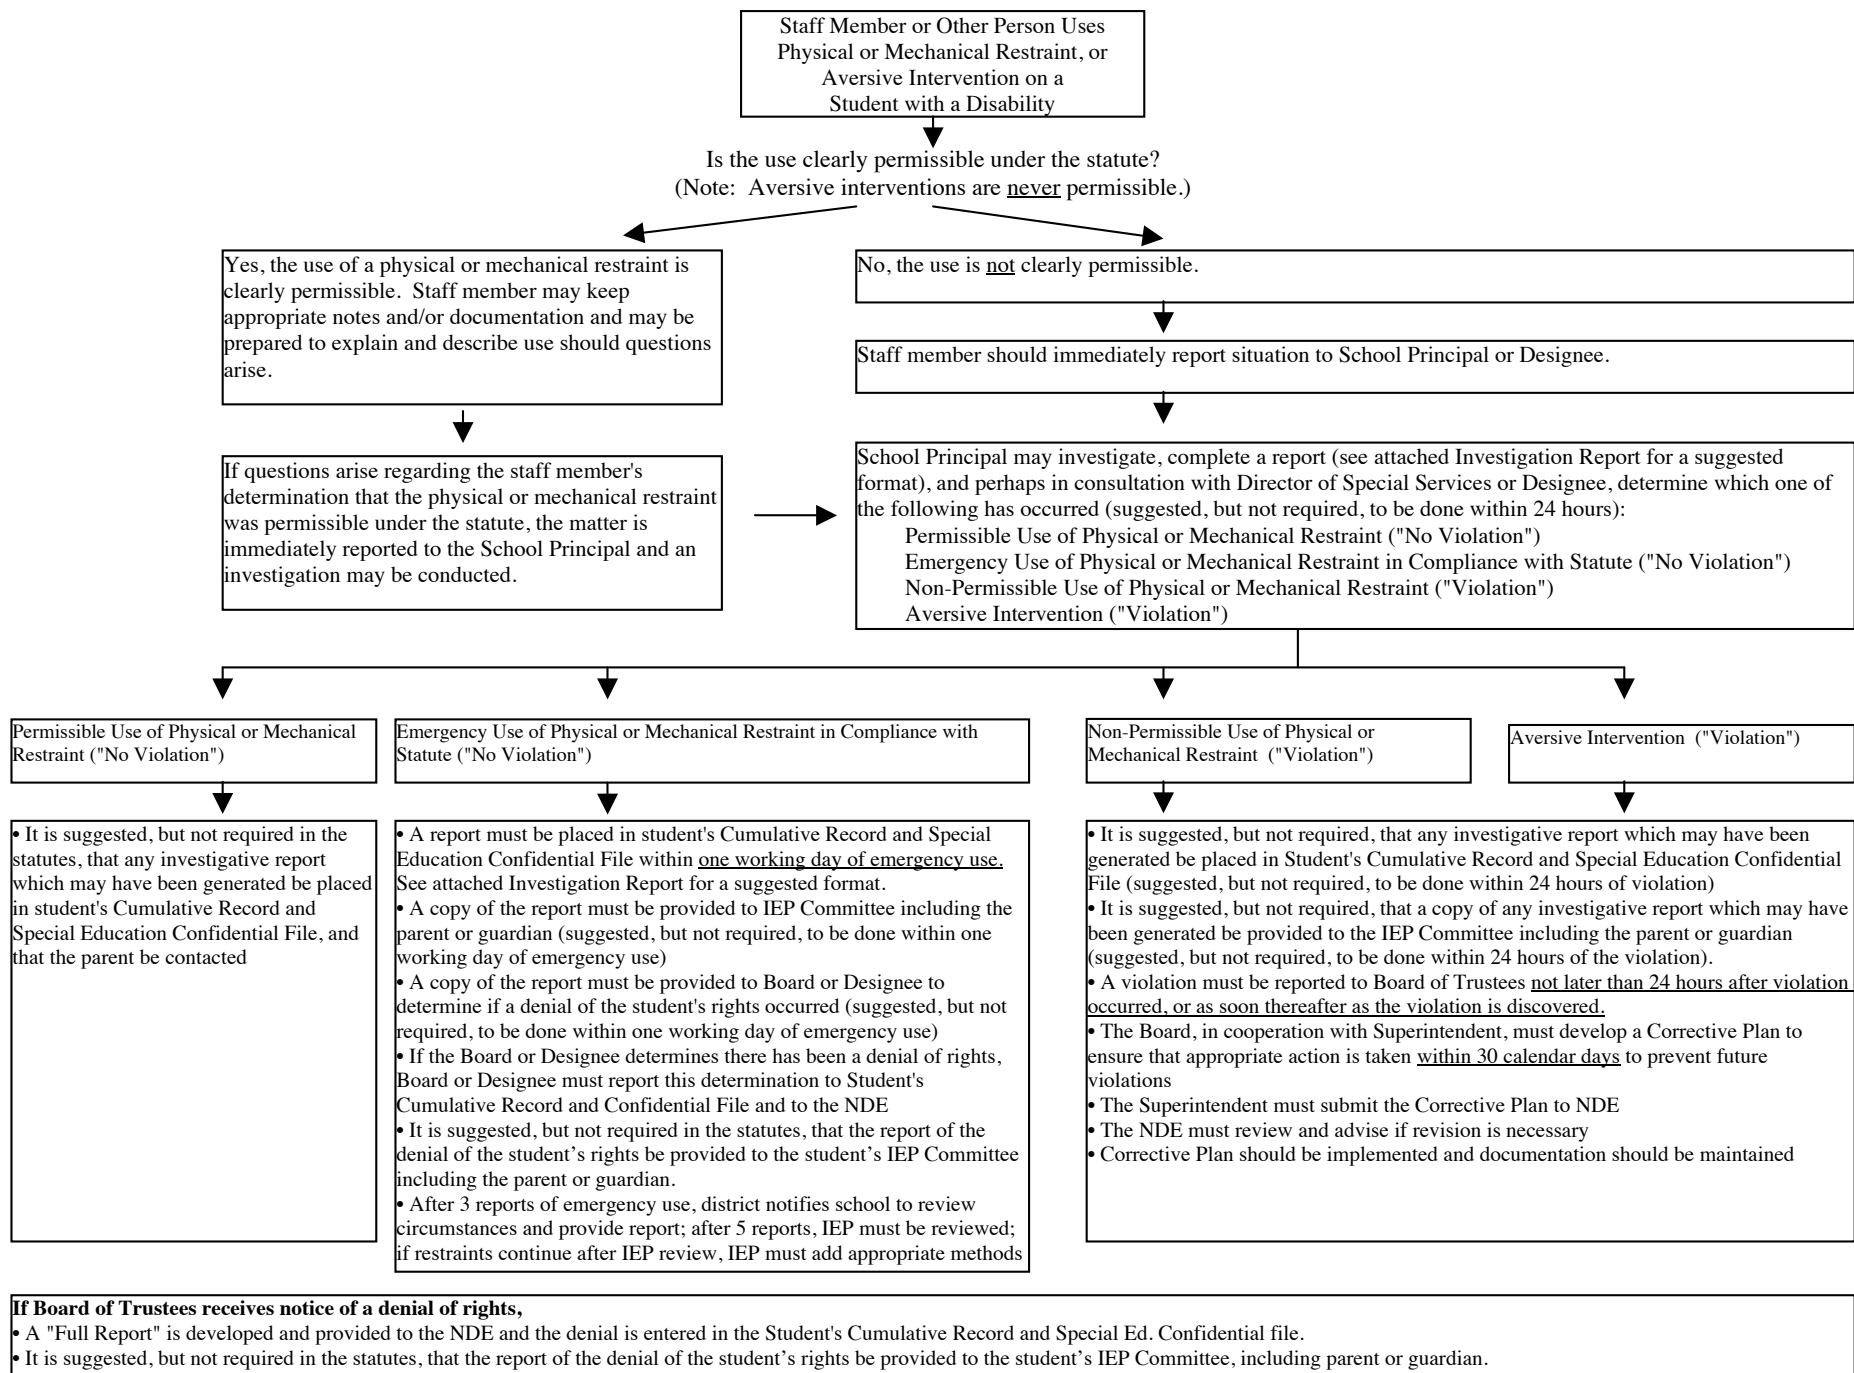 Staff Member or Other Person Uses
Physical or Mechanical Restraint, or
Aversive Intervention on a
Student with a Disability
Is the use clearly permissible under the statute?
(Note:  Aversive interventions are never permissible.)
Yes, the use of a physical or mechanical restraint is
clearly permissible.  Staff member may keep
appropriate notes and/or documentation and may be
prepared to explain and describe use should questions
arise.
No, the use is not clearly permissible.
Staff member should immediately report situation to School Principal or Designee.
If questions arise regarding the staff member's
determination that the physical or mechanical restraint
was permissible under the statute, the matter is
immediately reported to the School Principal and an
investigation may be conducted.
School Principal may investigate, complete a report (see attached Investigation Report for a suggested
format), and perhaps in consultation with Director of Special Services or Designee, determine which one of
the following has occurred (suggested, but not required, to be done within 24 hours):
Permissible Use of Physical or Mechanical Restraint ("No Violation")
Emergency Use of Physical or Mechanical Restraint in Compliance with Statute ("No Violation")
Non-Permissible Use of Physical or Mechanical Restraint ("Violation")
Aversive Intervention ("Violation")
Permissible Use of Physical or Mechanical
Restraint ("No Violation")
Emergency Use of Physical or Mechanical Restraint in Compliance with
Statute ("No Violation")
Non-Permissible Use of Physical or
Mechanical Restraint  ("Violation")
Aversive Intervention  ("Violation")
• It is suggested, but not required in the
statutes, that any investigative report
which may have been generated be placed
in student's Cumulative Record and
Special Education Confidential File, and
that the parent be contacted
• A report must be placed in student's Cumulative Record and Special
Education Confidential File within one working day of emergency use.
See attached Investigation Report for a suggested format.
• A copy of the report must be provided to IEP Committee including the
parent or guardian (suggested, but not required, to be done within one
working day of emergency use)
• A copy of the report must be provided to Board or Designee to
determine if a denial of the student's rights occurred (suggested, but not
required, to be done within one working day of emergency use)
• If the Board or Designee determines there has been a denial of rights,
Board or Designee must report this determination to Student's
Cumulative Record and Confidential File and to the NDE
• It is suggested, but not required in the statutes, that the report of the
denial of the student’s rights be provided to the student’s IEP Committee
including the parent or guardian.
• After 3 reports of emergency use, district notifies school to review
circumstances and provide report; after 5 reports, IEP must be reviewed;
if restraints continue after IEP review, IEP must add appropriate methods
• It is suggested, but not required, that any investigative report which may have been
generated be placed in Student's Cumulative Record and Special Education Confidential
File (suggested, but not required, to be done within 24 hours of violation)
• It is suggested, but not required, that a copy of any investigative report which may have
been generated be provided to the IEP Committee including the parent or guardian
(suggested, but not required, to be done within 24 hours of the violation).
• A violation must be reported to Board of Trustees not later than 24 hours after violation
occurred, or as soon thereafter as the violation is discovered.
• The Board, in cooperation with Superintendent, must develop a Corrective Plan to
ensure that appropriate action is taken within 30 calendar days to prevent future
violations
• The Superintendent must submit the Corrective Plan to NDE
• The NDE must review and advise if revision is necessary
• Corrective Plan should be implemented and documentation should be maintained
If Board of Trustees receives notice of a denial of rights,
• A "Full Report" is developed and provided to the NDE and the denial is entered in the Student's Cumulative Record and Special Ed. Confidential file.
• It is suggested, but not required in the statutes, that the report of the denial of the student’s rights be provided to the student’s IEP Committee, including parent or guardian.